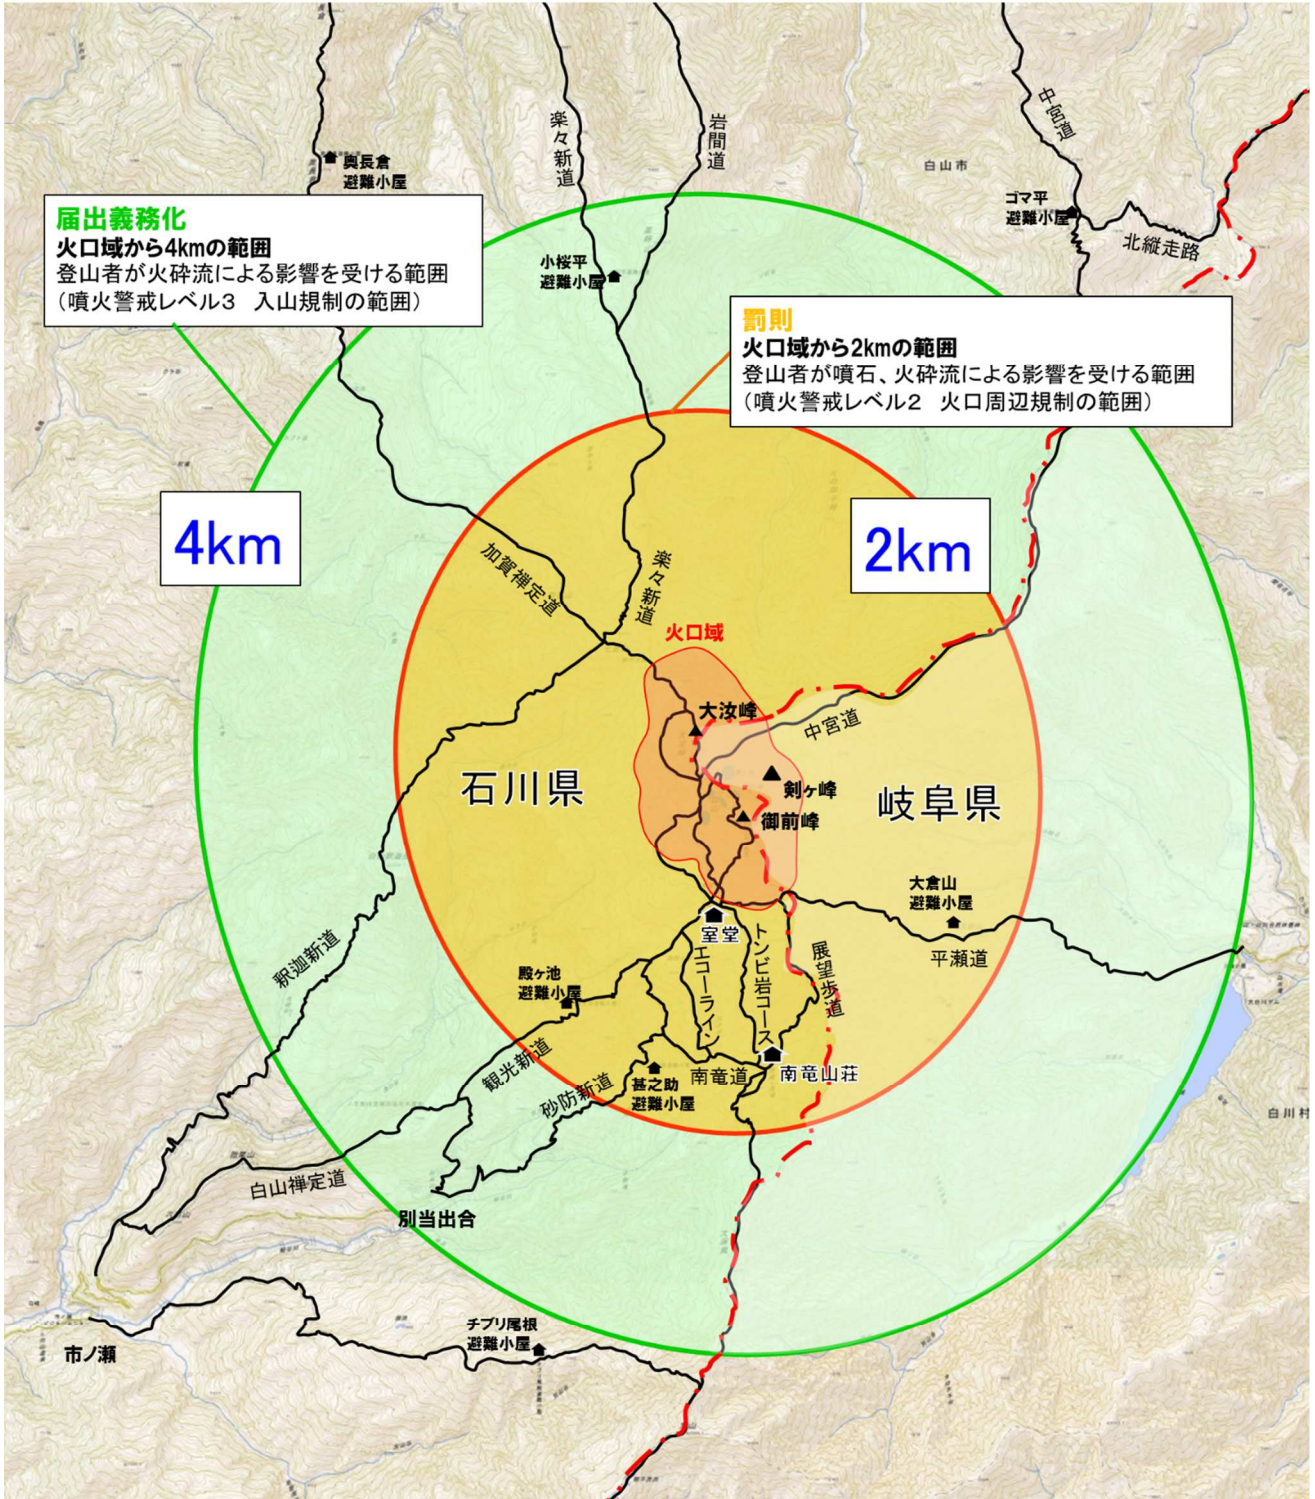 楽々新道
岩間道
中宮道
白山市
奥長倉
避難小屋
ゴマ平
避難小屋
北縦走路
届出義務化
火口域から4kmの範囲
登山者が火砕流による影響を受ける範囲
(噴火警戒レベル3 入山規制の範囲)
小桜平
避難小屋
罰則
火口域から2kmの範囲
登山者が噴石、火砕流による影響を受ける範囲
(噴火警戒レベル2 火口周辺規制の範囲)
4km
2km
加賀禅定道
楽々新道
火口域
大汝峰
中宮道
石川県
剣ヶ峰
御前峰
岐阜県
大倉山
避難小屋
平瀬道
室堂
釈迦新道
殿ヶ池
避難小屋
エコーライン
トンビ岩コース
展望歩道
観光新道
砂防新道
甚之助
避難小屋
南竜道
南竜山荘
白川村
白山禅定道
別当出合
チブリ尾根
避難小屋
市ノ瀬